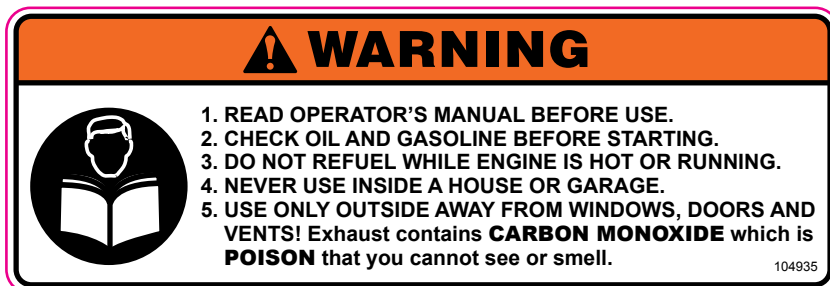 WARNING
1. READ OPERATOR'S MANUAL BEFORE USE.
2. CHECK OIL AND GASOLINE BEFORE STARTING.
3. DO NOT REFUEL WHILE ENGINE IS HOT OR RUNNING.
4. NEVER USE INSIDE A HOUSE OR GARAGE.
5. USE ONLY OUTSIDE AWAY FROM WINDOWS, DOORS AND
VENTS! Exhaust contains CARBON MONOXIDE which is
POISON that you cannot see or smell.
104935